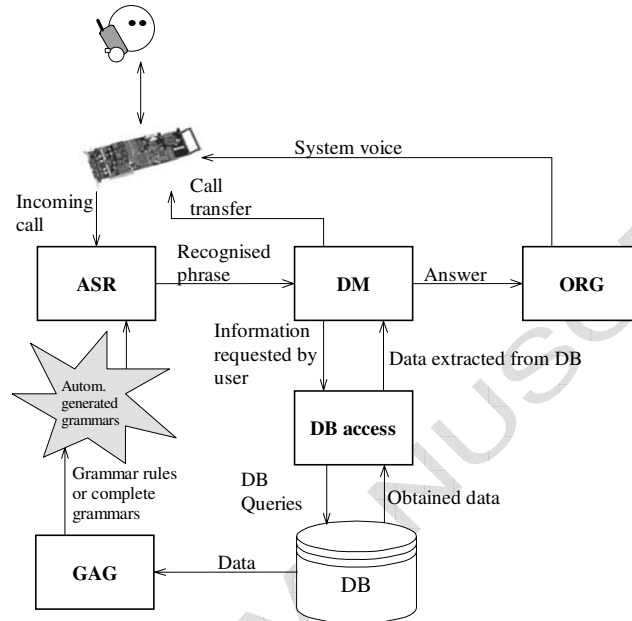 System voice
Call
transfer
Incoming
call
Recognised
phrase
ASR
DM
Answer
ORG
Information
requested by
user
Data extracted from DB
Autom.
generated
grammars
DB access
Grammar rules
or complete
grammars
DB
Queries
Obtained data
GAG
Data
DB